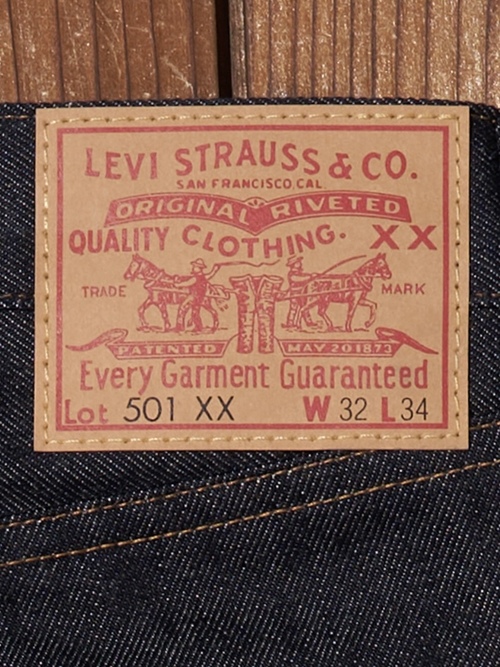 LEVI STRAUSS & CO.
SAN FRANCISCO, CAL.
ORIGINAL RIVETED
QUALITY CLOTHING. XX
TRADE MARK
PATENTED MAY 20 1873
Every Garment Guaranteed
Lot 501 XX W 32 L 34